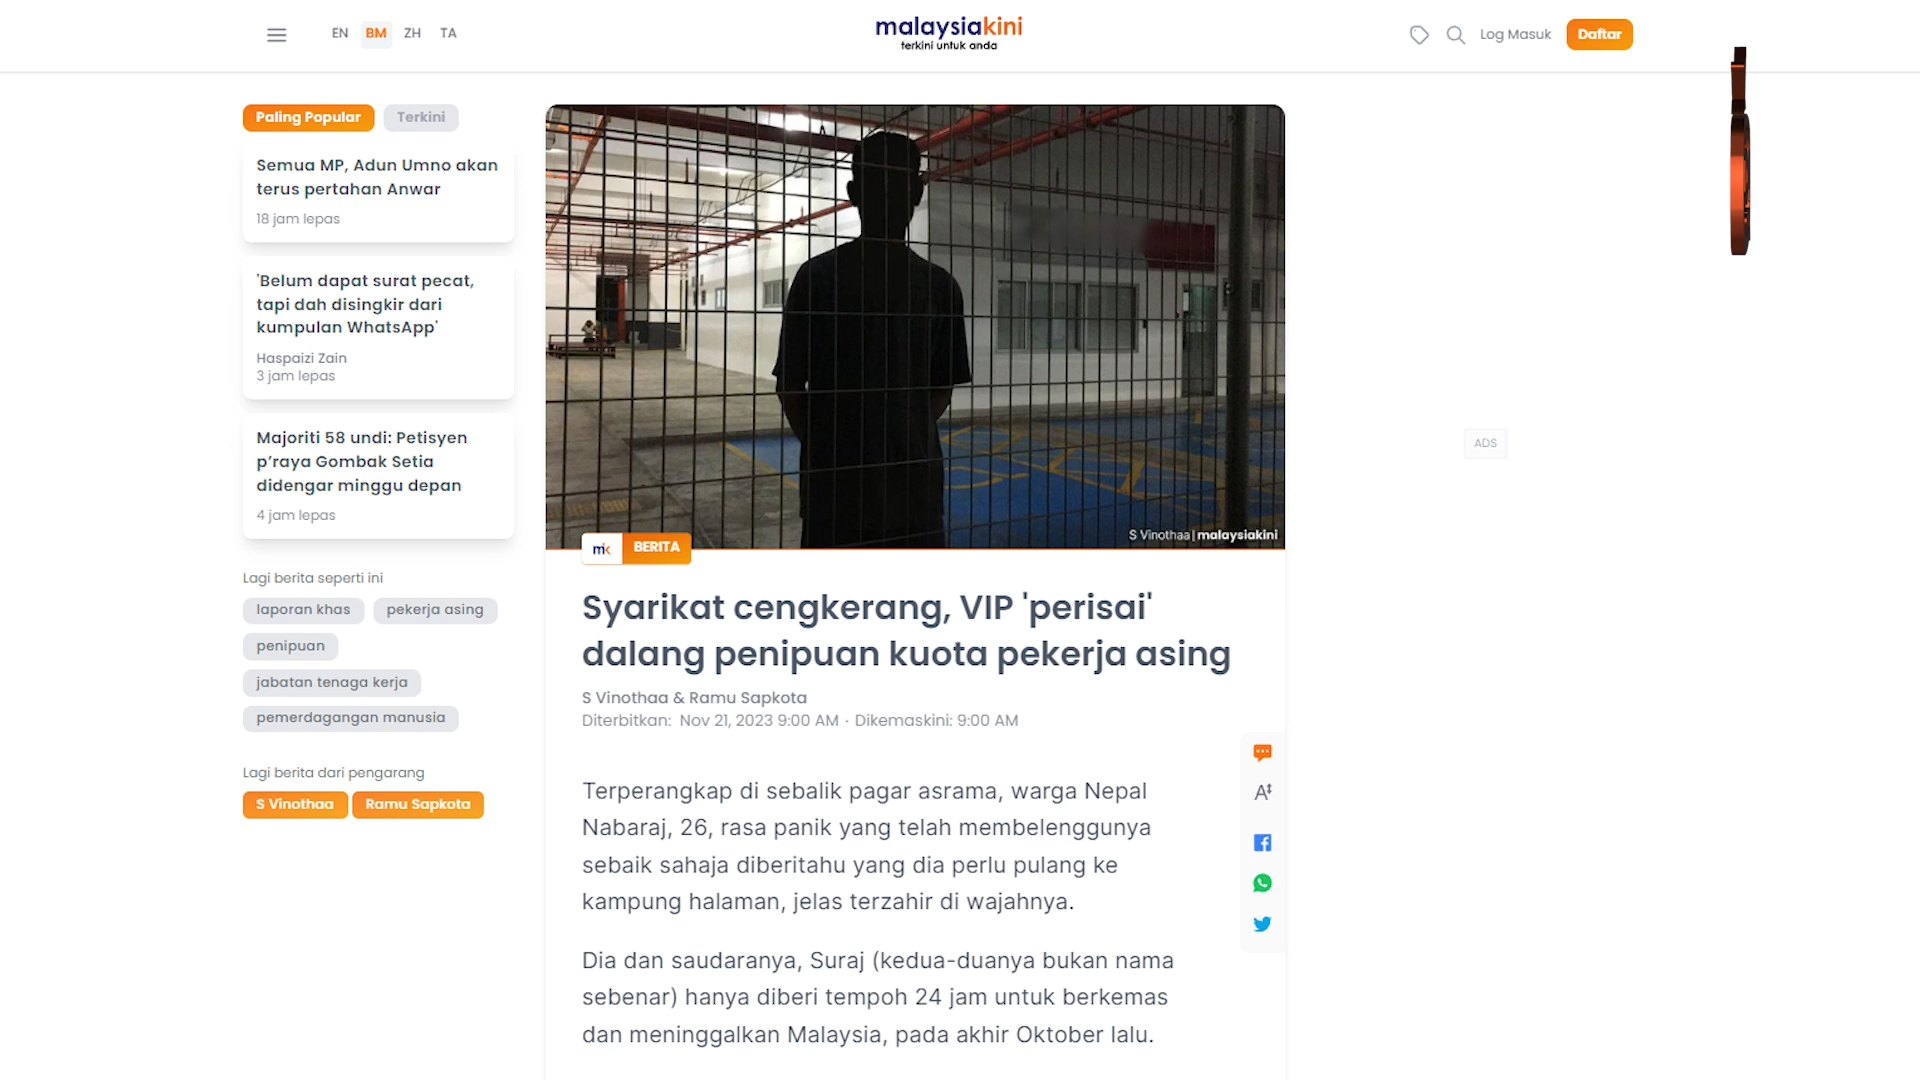 EN BM ZH TA
malaysiakini
terkini untuk anda
Log Masuk
Daftar
Paling Popular
Terkini
Semua MP, Adun Umno akan
terus pertahan Anwar
18 jam lepas
'Belum dapat surat pecat,
tapi dah disingkir dari
kumpulan WhatsApp'
Haspaizi Zain
3 jam lepas
Majoriti 58 undi: Petisyen
p’raya Gombak Setia
didengar minggu depan
4 jam lepas
Lagi berita seperti ini
laporan khas
pekerja asing
penipuan
jabatan tenaga kerja
pemerdagangan manusia
Lagi berita dari pengarang
S Vinothaa
Ramu Sapkota
S Vinothaa | malaysiakini
mk BERITA
Syarikat cengkerang, VIP 'perisai'
dalang penipuan kuota pekerja asing
S Vinothaa & Ramu Sapkota
Diterbitkan: Nov 21, 2023 9:00 AM · Dikemaskini: 9:00 AM
Terperangkap di sebalik pagar asrama, warga Nepal
Nabaraj, 26, rasa panik yang telah membelenggunya
sebaik sahaja diberitahu yang dia perlu pulang ke
kampung halaman, jelas terzahir di wajahnya.
Dia dan saudaranya, Suraj (kedua-duanya bukan nama
sebenar) hanya diberi tempoh 24 jam untuk berkemas
dan meninggalkan Malaysia, pada akhir Oktober lalu.
ADS